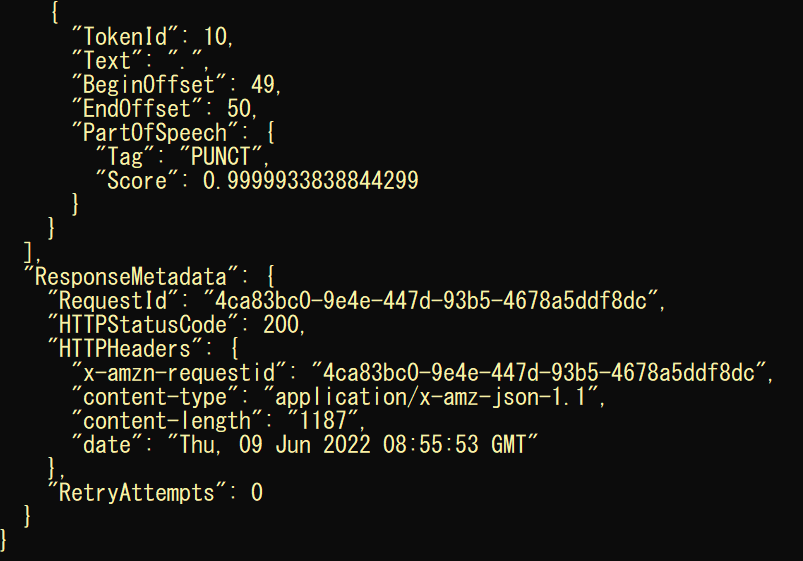 {
"TokenId": 10,
"Text": ".",
"BeginOffset": 49,
"EndOffset": 50,
"PartOfSpeech": {
"Tag": "PUNCT",
"Score": 0.9999933838844299
}
}
],
"ResponseMetadata": {
"RequestId": "4ca83bc0-9e4e-447d-93b5-4678a5ddf8dc",
"HTTPStatusCode": 200,
"HTTPHeaders": {
"x-amzn-requestid": "4ca83bc0-9e4e-447d-93b5-4678a5ddf8dc",
"content-type": "application/x-amz-json-1.1",
"content-length": "1187",
"date": "Thu, 09 Jun 2022 08:55:53 GMT"
},
"RetryAttempts": 0
}
}